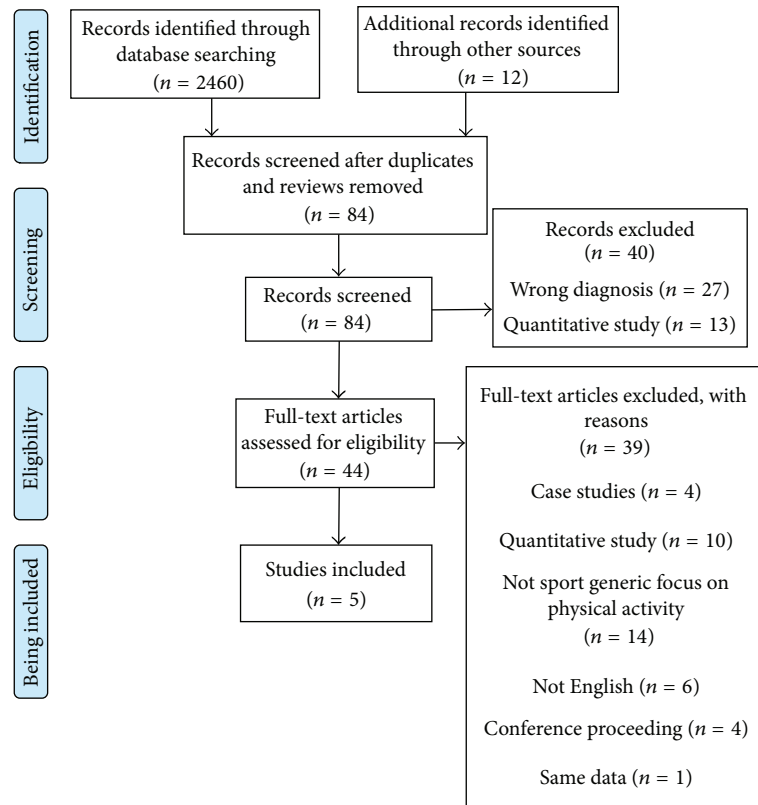 Identification
Records identified through
database searching
(n = 2460)
Additional records identified
through other sources
(n = 12)
Records screened after duplicates
and reviews removed
(n = 84)
Screening
Records screened
(n = 84)
Records excluded
(n = 40)
Wrong diagnosis (n = 27)
Quantitative study (n = 13)
Eligibility
Full-text articles
assessed for eligibility
(n = 44)
Full-text articles excluded, with
reasons
(n = 39)
Case studies (n = 4)
Quantitative study (n = 10)
Not sport generic focus on
physical activity
(n = 14)
Not English (n = 6)
Conference proceeding (n = 4)
Same data (n = 1)
Being included
Studies included
(n = 5)